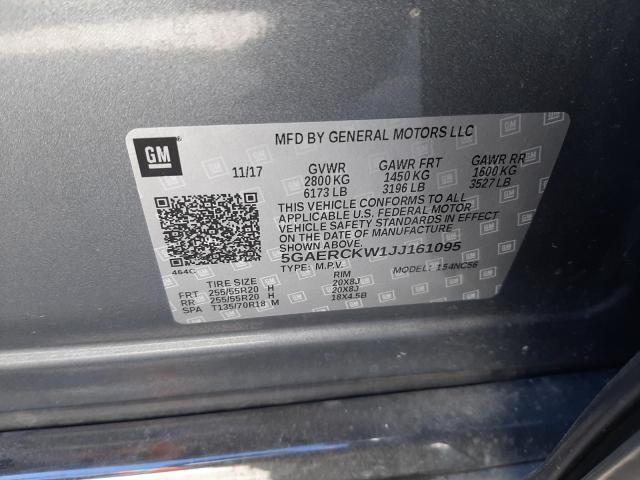 MFD BY GENERAL MOTORS LLC
GM
11/17 GVWR GAWR FRT GAWR RR
2800 KG 1450 KG 1600 KG
6173 LB 3196 LB 3527 LB
THIS VEHICLE CONFORMS TO ALL
APPLICABLE U.S. FEDERAL MOTOR
VEHICLE SAFETY STANDARDS IN EFFECT
ON THE DATE OF MANUFACTURE
SHOWN ABOVE.
5GAERCKW1JJ161095
464C
TYPE: M.P.V. MODEL: 154NC56
TIRE SIZE RIM
FRT 255/55R20 H 20X8J
RR 255/55R20 H 20X8J
SPA T135/70R18 M 18X4.5B